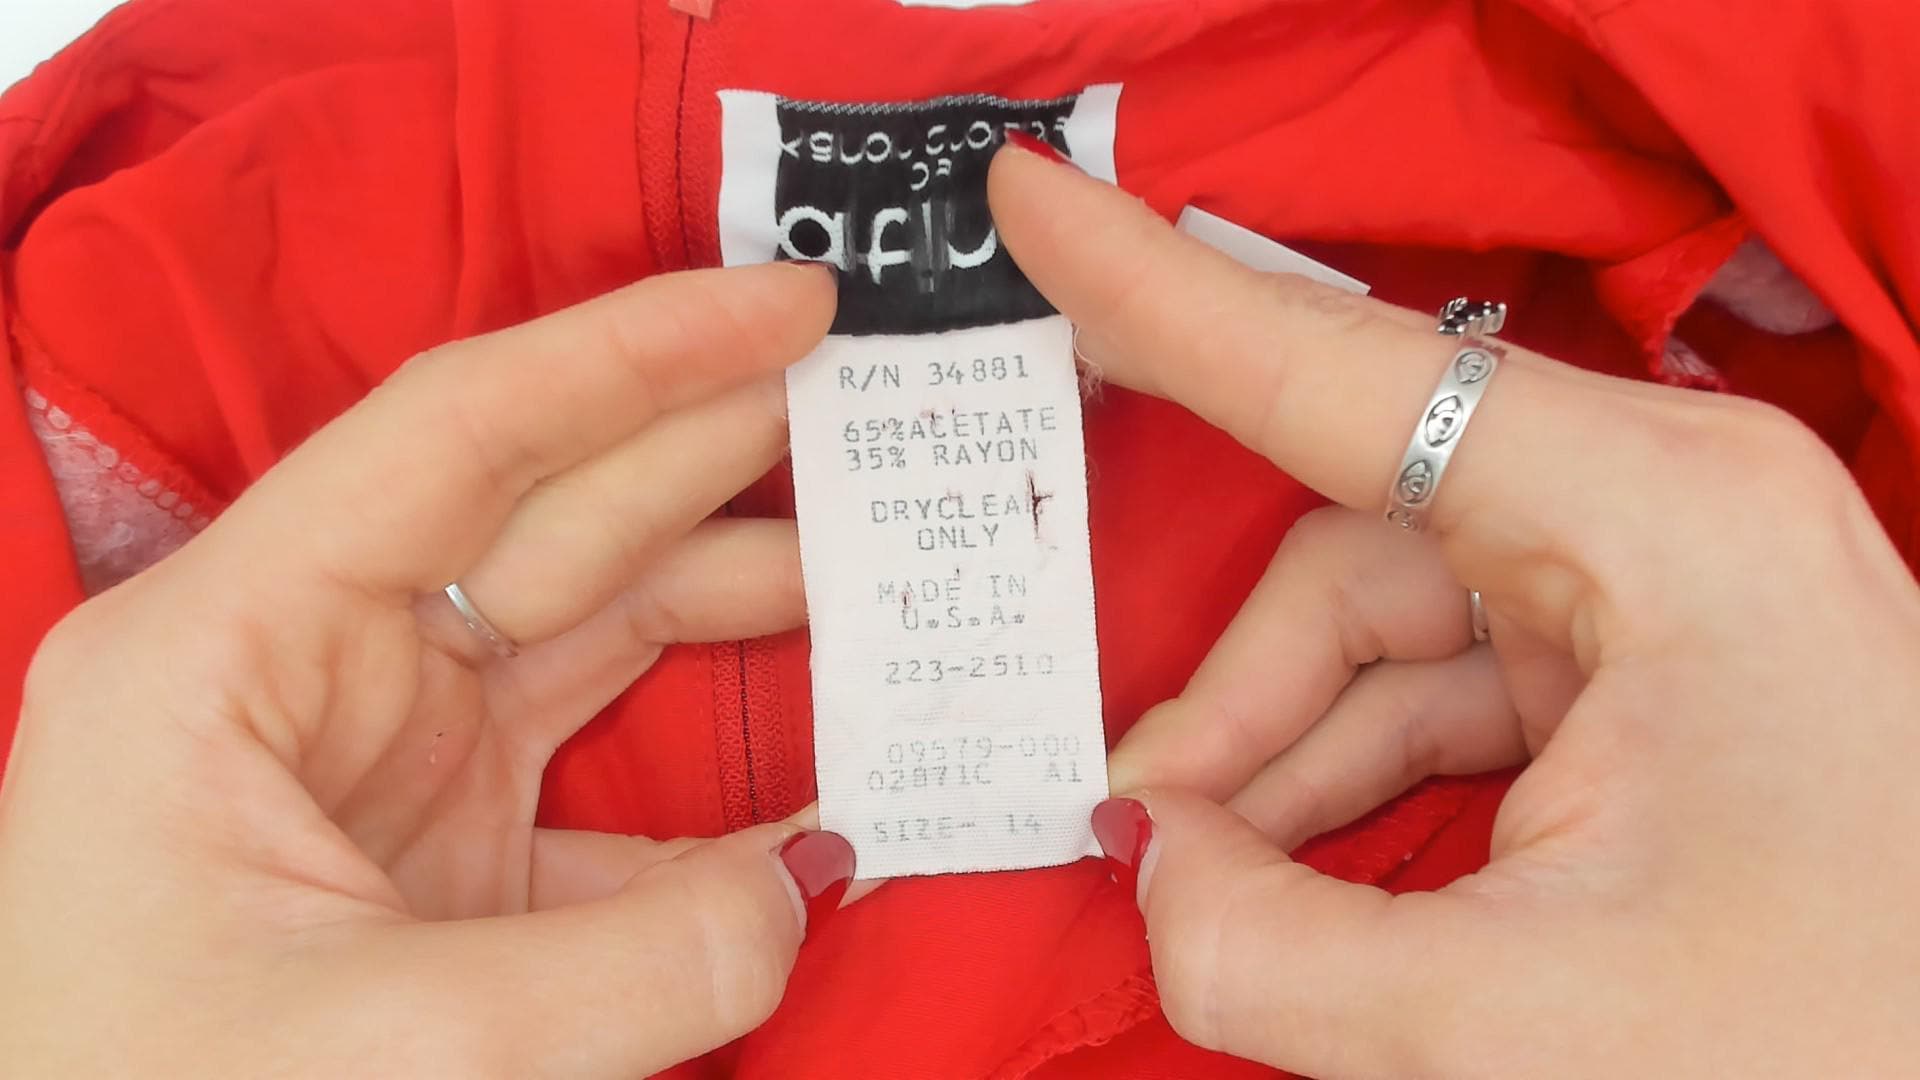 R/N 34881
65%ACETATE
35% RAYON
DRYCLEAN
ONLY
MADE IN
U.S.A.
223-2510
09579-000
02871C A1
SIZE- 14